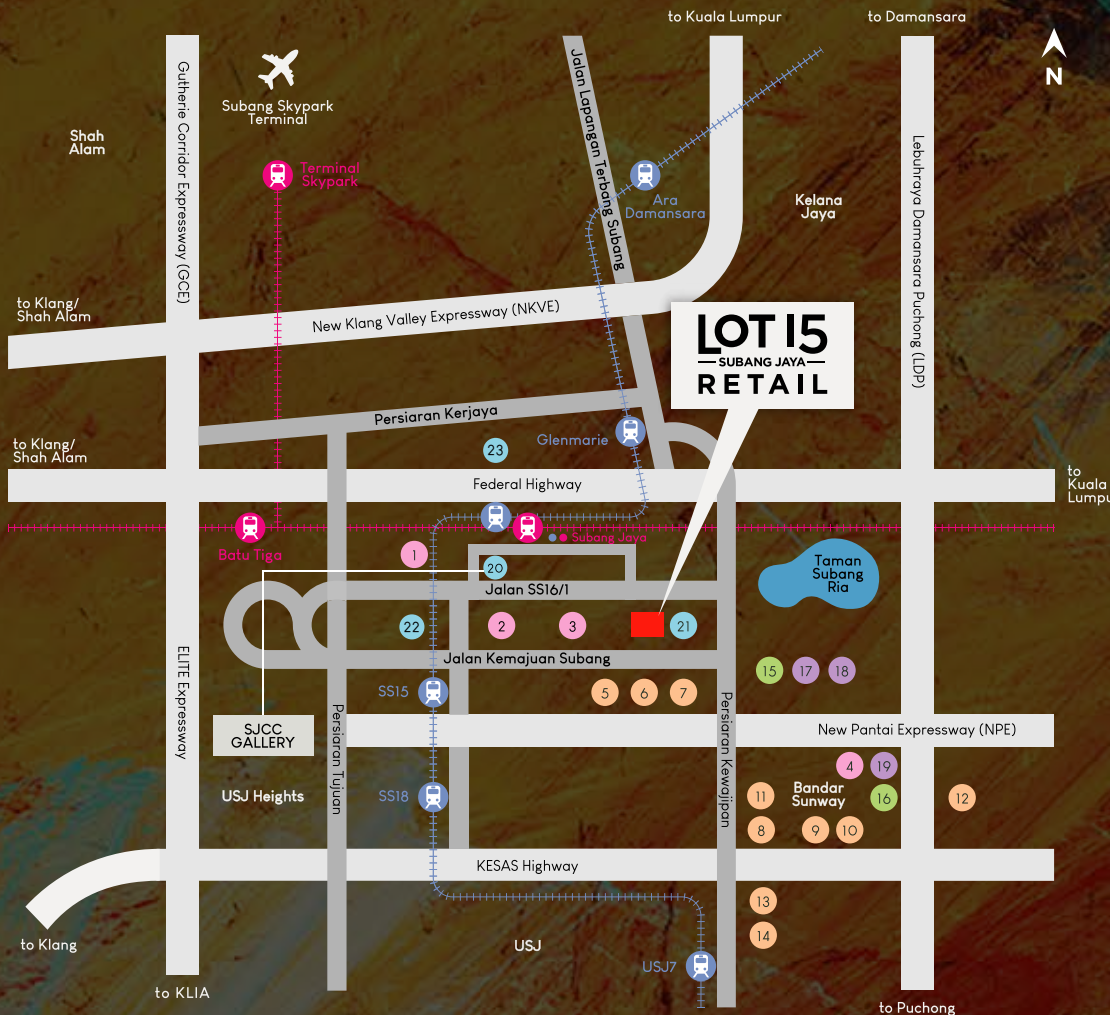 to Kuala Lumpur
to Damansara
N
Subang Skypark
Terminal
Shah
Alam
Gutherie Corridor Expressway (GCE)
Jalan Lapangan Terbang Subang
Lebuhraya Damansara Puchong (LDP)
Terminal
Skypark
Ara
Damansara
Kelana
Jaya
to Klang/
Shah Alam
New Klang Valley Expressway (NKVE)
LOT 15
SUBANG JAYA
RETAIL
Persiaran Kerjaya
to Klang/
Shah Alam
23
Glenmarie
Federal Highway
to
Kuala
Lumpu
Batu Tiga
Subang Jaya
1
20
Taman
Subang
Ria
Jalan SS16/1
22
2
3
21
Jalan Kemajuan Subang
15
17
18
SS15
5
6
7
ELITE Expressway
Persiaran Tujuan
Persiaran Kewajipan
SJCC
GALLERY
New Pantai Expressway (NPE)
4
19
USJ Heights
SS18
11
Bandar
Sunway
16
12
8
9
10
KESAS Highway
13
14
to Klang
USJ
USJ7
to KLIA
to Puchong